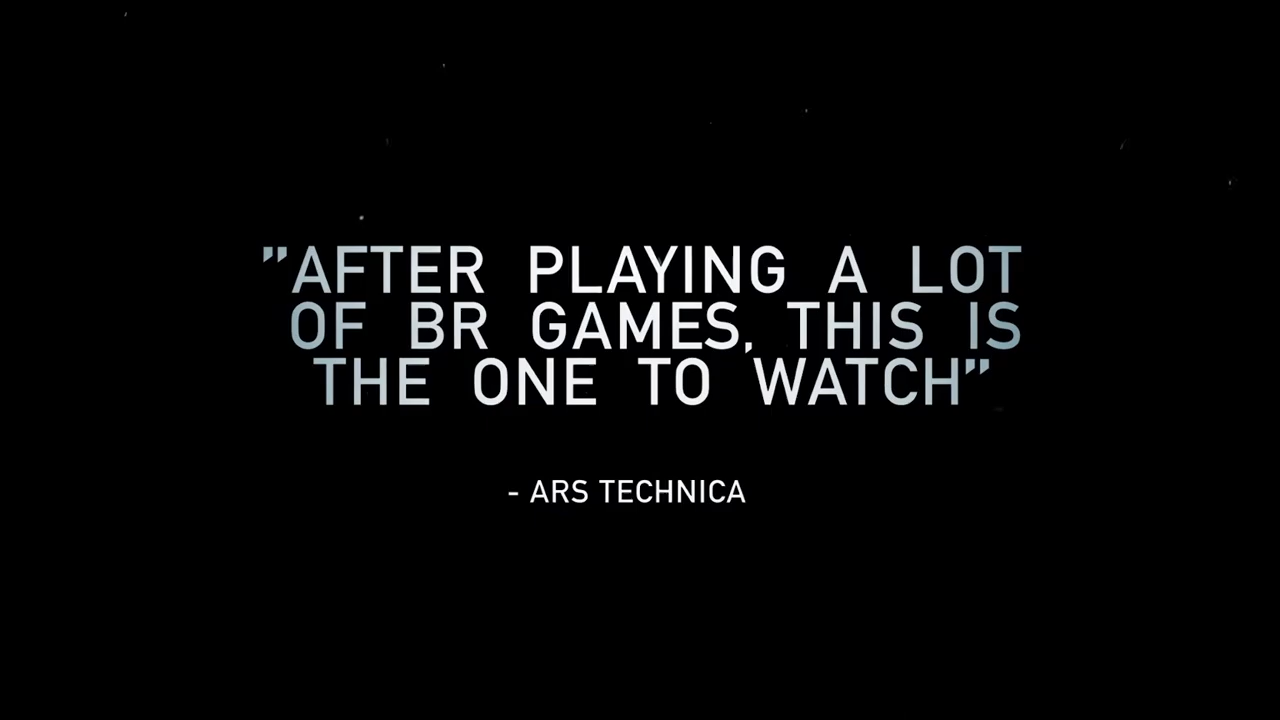 ”AFTER PLAYING A LOT
OF BR GAMES, THIS IS
THE ONE TO WATCH”
- ARS TECHNICA